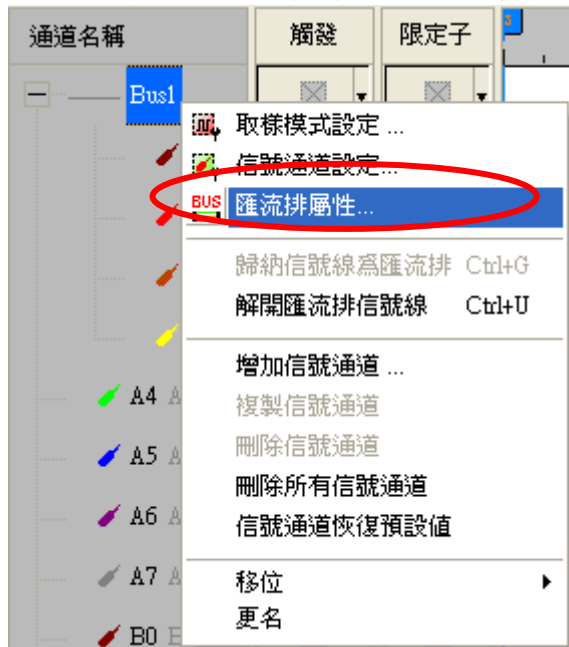 通道名稱 觸發 限定子
Bus1
取樣模式設定 ...
信號通道設定...
BUS 匯流排屬性...
歸納信號線為匯流排 Ctrl+G
解開匯流排信號線 Ctrl+U
增加信號通道 ...
A4 A
複製信號通道
A5 A
刪除信號通道
刪除所有信號通道
A6 A
信號通道恢復預設值
A7 A
移位
更名
B0